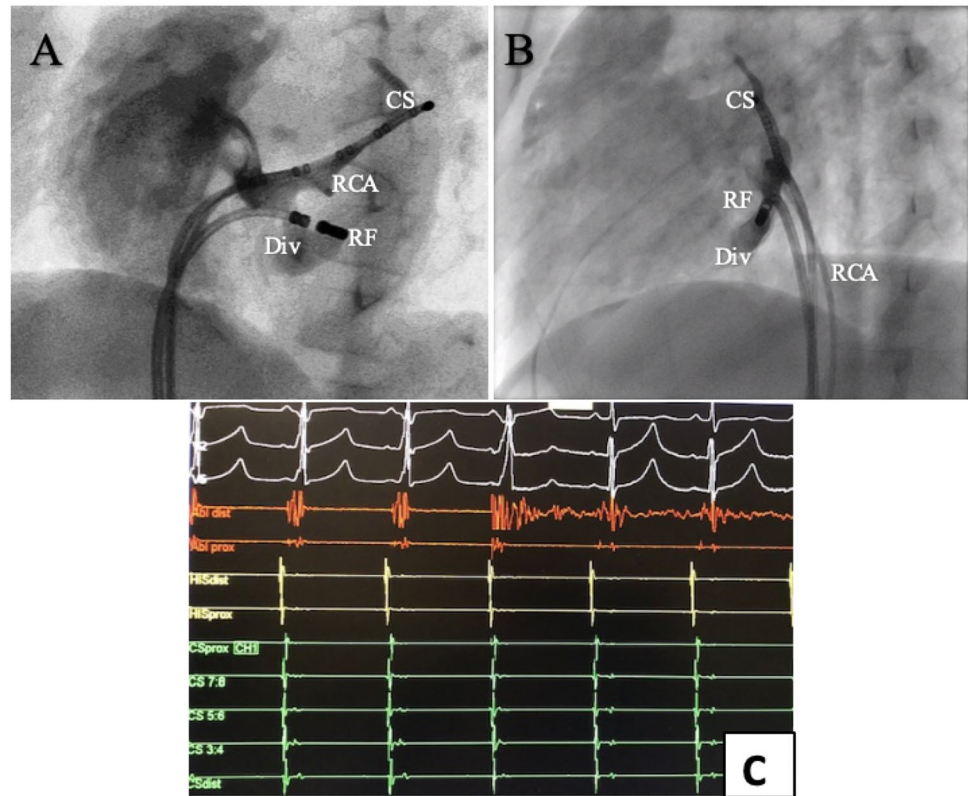 A
CS
RCA
Div
RF
B
CS
RF
Div
RCA
Abl dist
Abl prox
HISdist
HISprox
CSprox CH1
CS 7:8
CS 5:6
CS 3:4
CSdist
C